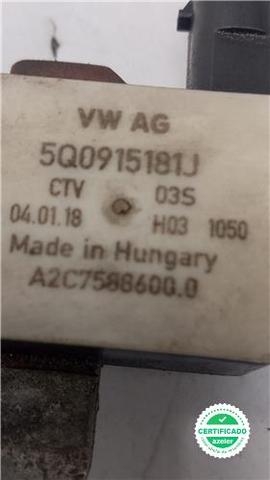 VW AG
5Q0915181J
CTV 03S
04.01.18 H03 1050
Made in Hungary
A2C7588600.0
CERTIFICADO
azeler